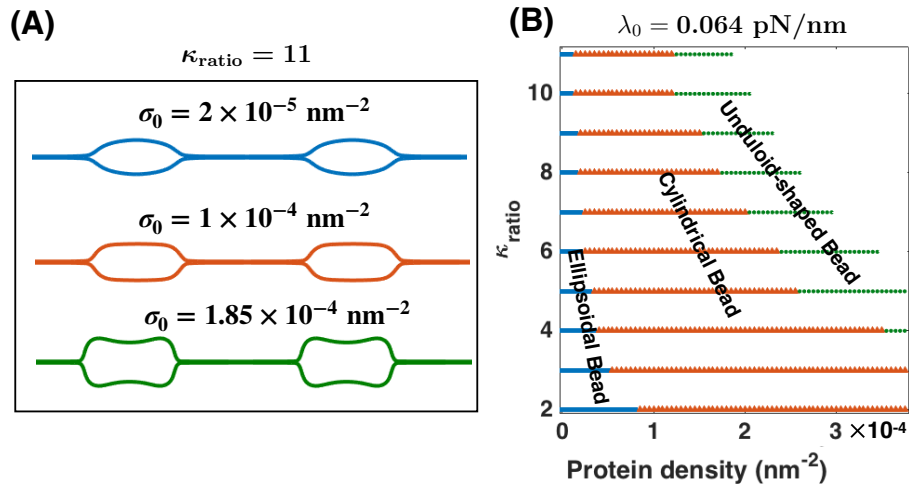 (A)
κ_ratio = 11
σ₀ = 2 × 10⁻⁵ nm⁻²
σ₀ = 1 × 10⁻⁴ nm⁻²
σ₀ = 1.85 × 10⁻⁴ nm⁻²
(B)
λ₀ = 0.064 pN/nm
κ_ratio
10
8
6
4
2
Unduloid-shaped Bead
Cylindrical Bead
Ellipsoidal Bead
0 1 2 3 ×10⁻⁴
Protein density (nm⁻²)